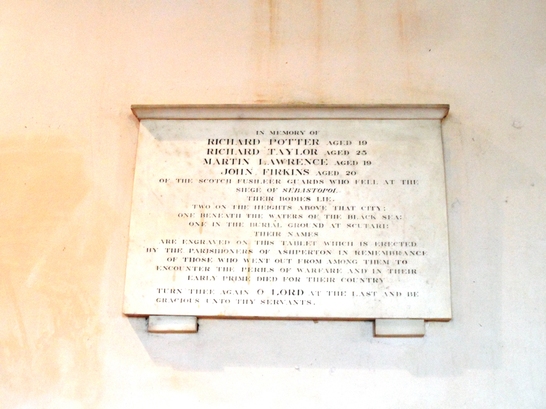 IN MEMORY OF
RICHARD POTTER AGED 19
RICHARD TAYLOR AGED 25
MARTIN LAWRENCE AGED 19
JOHN FIRKINS AGED 20
OF THE SCOTCH FUSILEER GUARDS WHO FELL AT THE
SIEGE OF SEBASTOPOL
THEIR BODIES LIE,
TWO ON THE HEIGHTS ABOVE THAT CITY;
ONE BENEATH THE WATERS OF THE BLACK SEA;
ONE IN THE BURIAL GROUND AT SCUTARI;
THEIR NAMES
ARE ENGRAVED ON THIS TABLET WHICH IS ERECTED
BY THE PARISHIONERS OF ASHPERTON IN REMEMBRANCE
OF THOSE WHO WENT OUT FROM AMONG THEM TO
ENCOUNTER THE PERILS OF WARFARE AND IN THEIR
EARLY PRIME DIED FOR THEIR COUNTRY
TURN THEE AGAIN O LORD AT THE LAST AND BE
GRACIOUS UNTO THY SERVANTS.